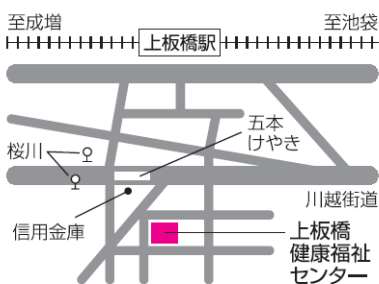 至成増
至池袋
上板橋駅
五本
けやき
桜川
川越街道
信用金庫
上板橋
健康福祉
センター